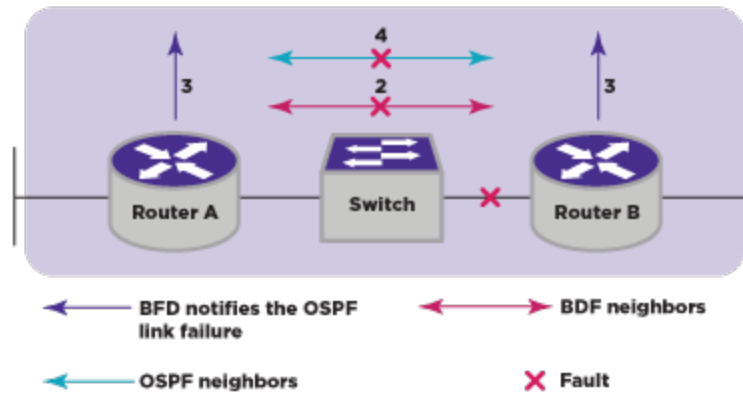 4
3
2
3
Router A
Switch
Router B
BFD notifies the OSPF
link failure
BDF neighbors
OSPF neighbors
Fault